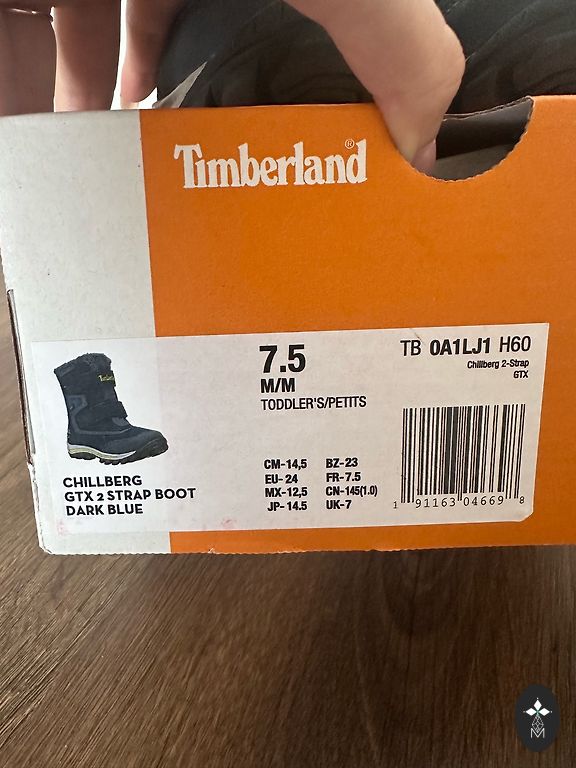 Timberland®
7.5
M/M
TODDLER'S/PETITS
TB 0A1LJ1 H60
Chillberg 2-Strap
GTX
CHILLBERG
GTX 2 STRAP BOOT
DARK BLUE
CM-14,5 BZ-23
EU-24 FR-7.5
MX-12,5 CN-145(1.0)
JP-14.5 UK-7
1 91163 04669 8